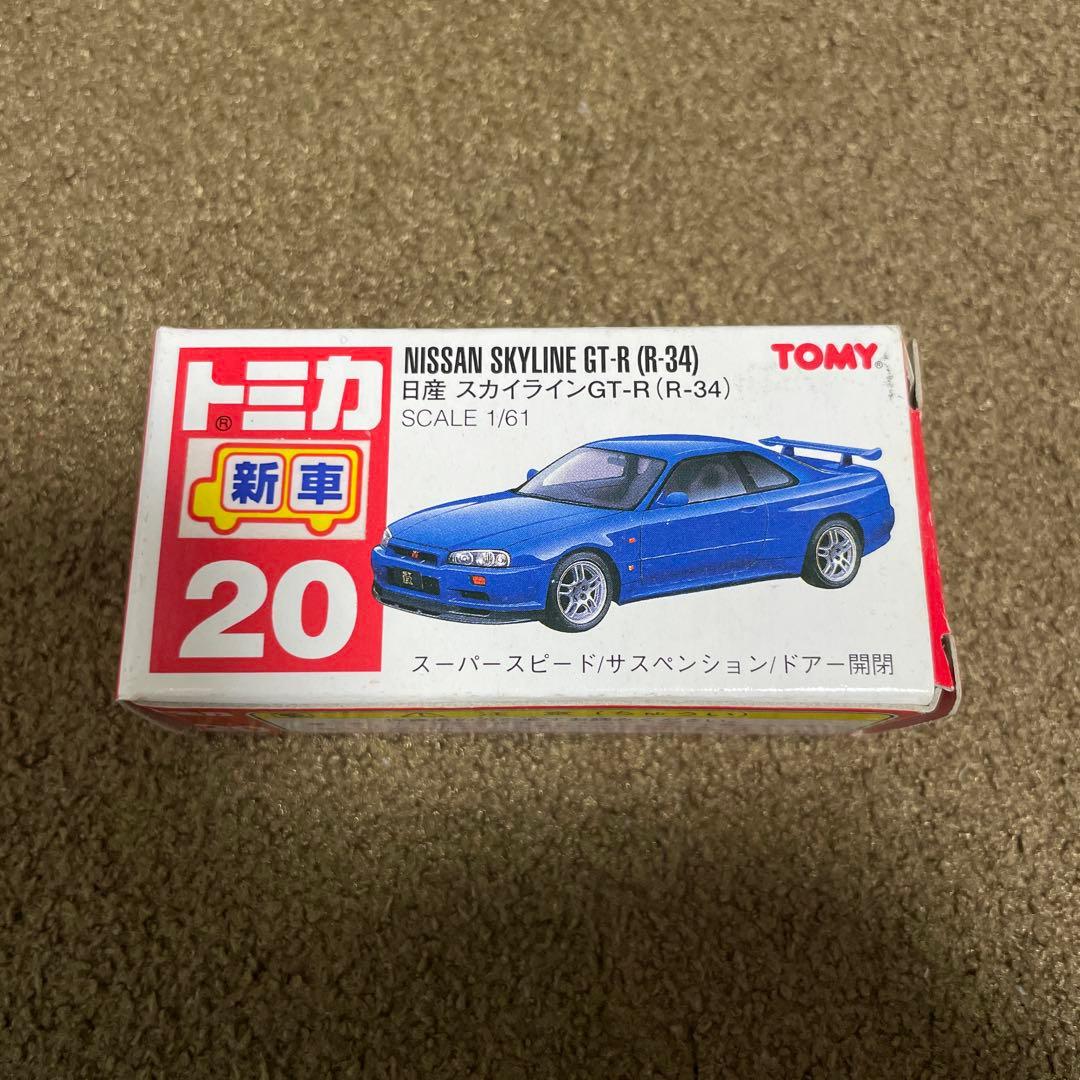 トミカ®
新車
20
NISSAN SKYLINE GT-R (R-34)
日産 スカイラインGT-R(R-34)
SCALE 1/61
TOMY®
スーパースピード/サスペンション/ドアー開閉